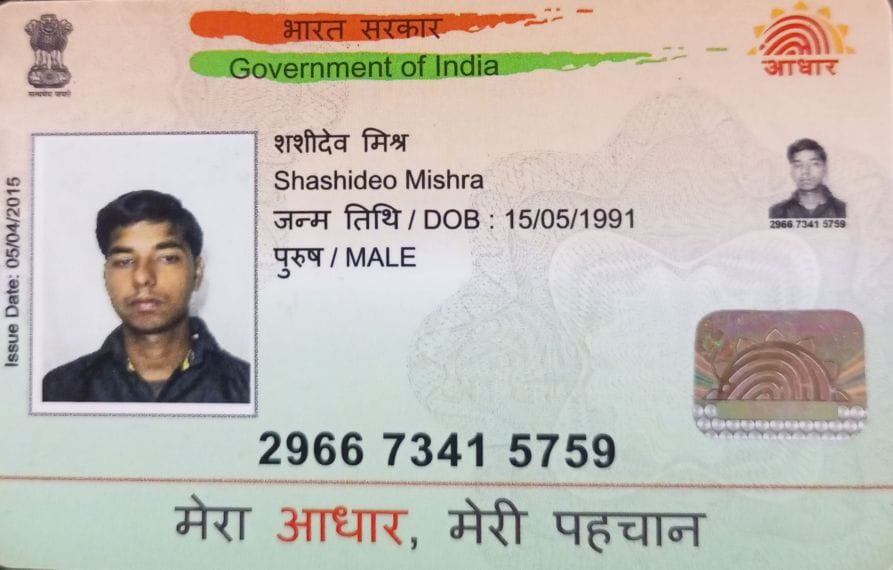 भारत सरकार
Government of India
सत्यमेव जयते
आधार
शशीदेव मिश्र
Shashideo Mishra
जन्म तिथि / DOB : 15/05/1991
पुरुष / MALE
2966 7341 5759
Issue Date: 05/04/2015
2966 7341 5759
मेरा आधार, मेरी पहचान